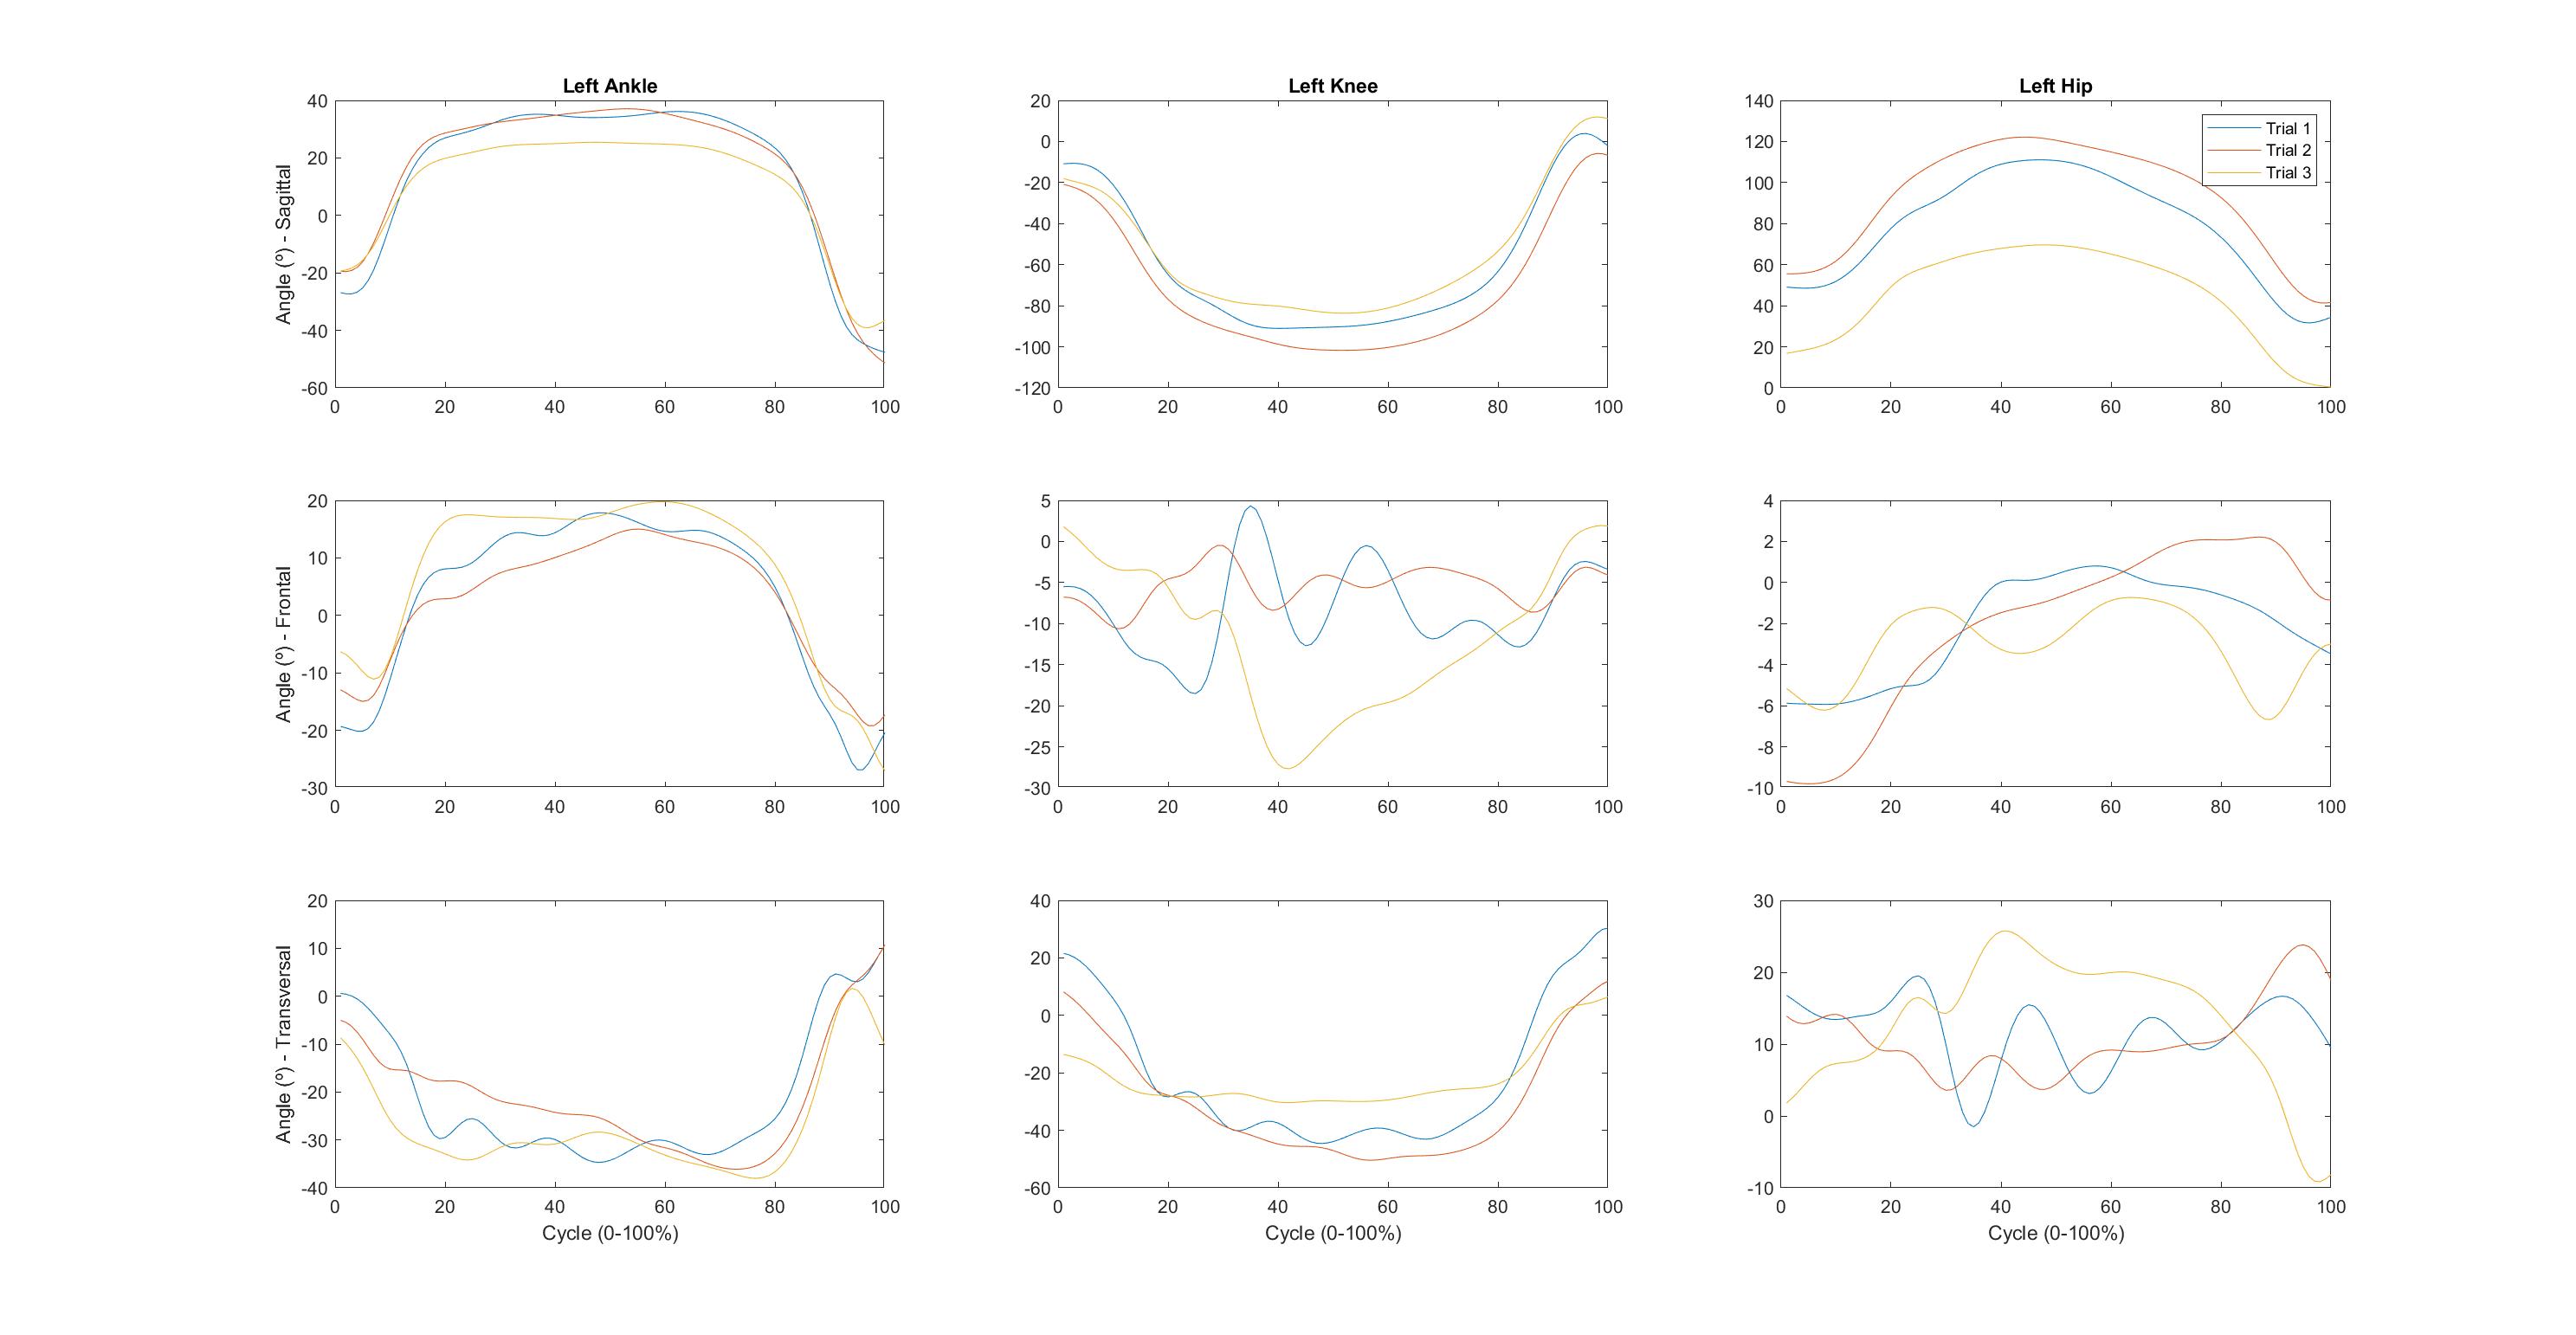 Left Ankle
Left Knee
Left Hip
Angle (º) - Sagittal
40
20
0
-20
-40
-60
0 20 40 60 80 100
20
0
-20
-40
-60
-80
-100
-120
0 20 40 60 80 100
140
120
100
80
60
40
20
0
0 20 40 60 80 100
Trial 1
Trial 2
Trial 3
Angle (º) - Frontal
20
10
0
-10
-20
-30
0 20 40 60 80 100
5
0
-5
-10
-15
-20
-25
-30
0 20 40 60 80 100
4
2
0
-2
-4
-6
-8
-10
0 20 40 60 80 100
Angle (º) - Transversal
20
10
0
-10
-20
-30
-40
0 20 40 60 80 100
Cycle (0-100%)
40
20
0
-20
-40
-60
0 20 40 60 80 100
Cycle (0-100%)
30
20
10
0
-10
0 20 40 60 80 100
Cycle (0-100%)